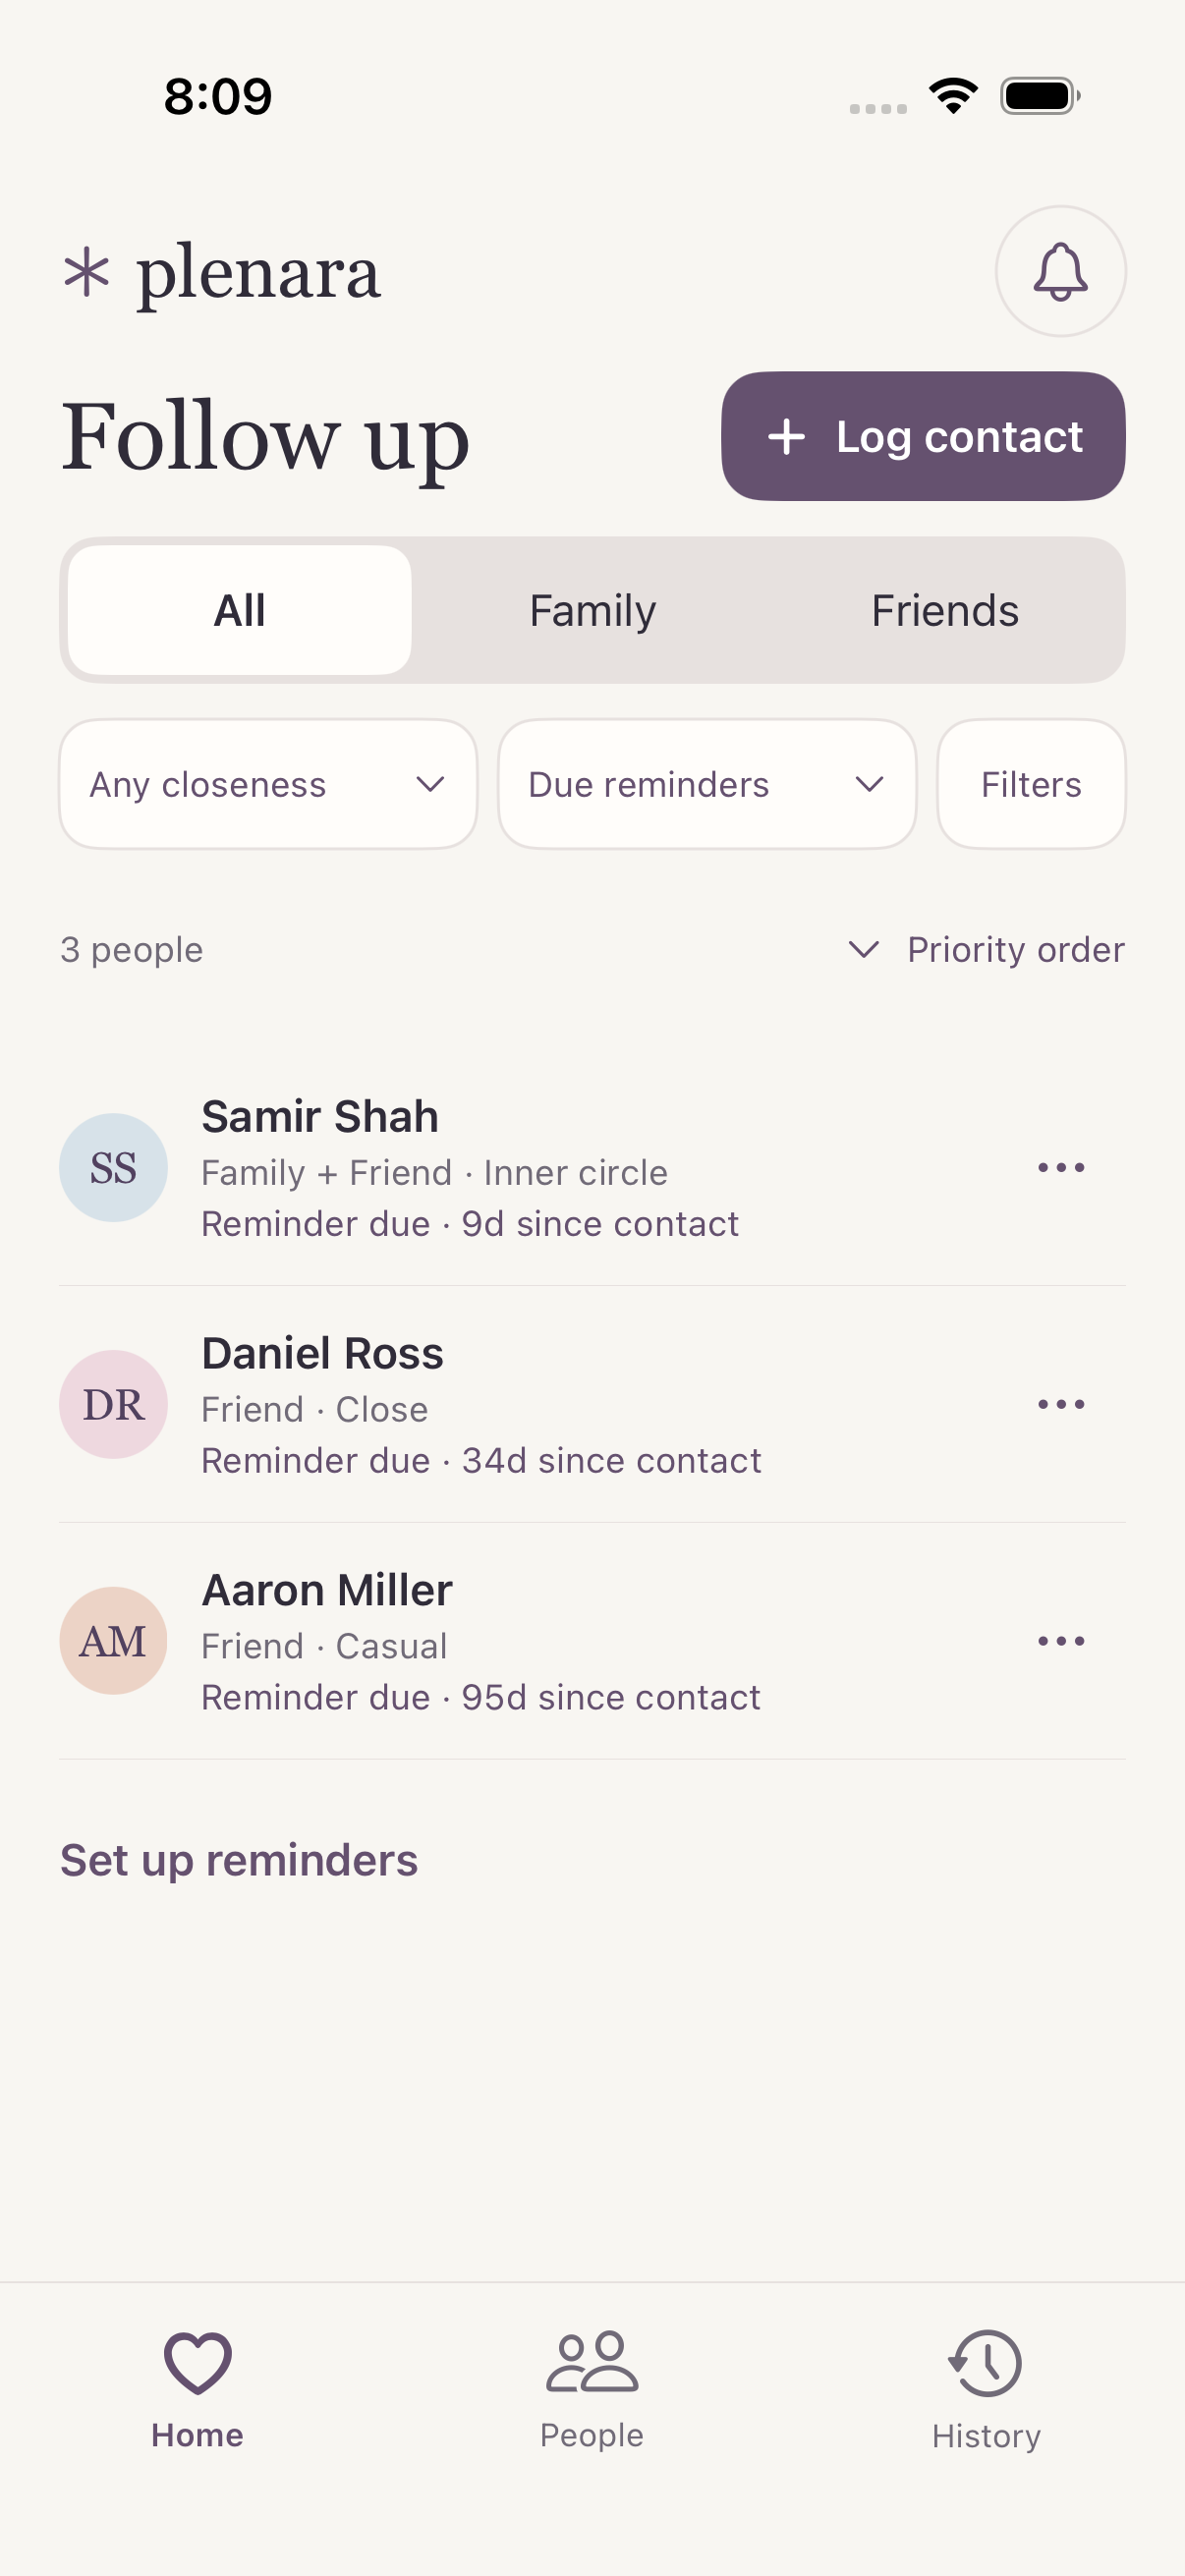 8:09
plenara
Follow up
+ Log contact
All
Family
Friends
Any closeness
Due reminders
Filters
3 people
Priority order
SS
Samir Shah
Family + Friend · Inner circle
Reminder due · 9d since contact
DR
Daniel Ross
Friend · Close
Reminder due · 34d since contact
AM
Aaron Miller
Friend · Casual
Reminder due · 95d since contact
Set up reminders
Home
People
History